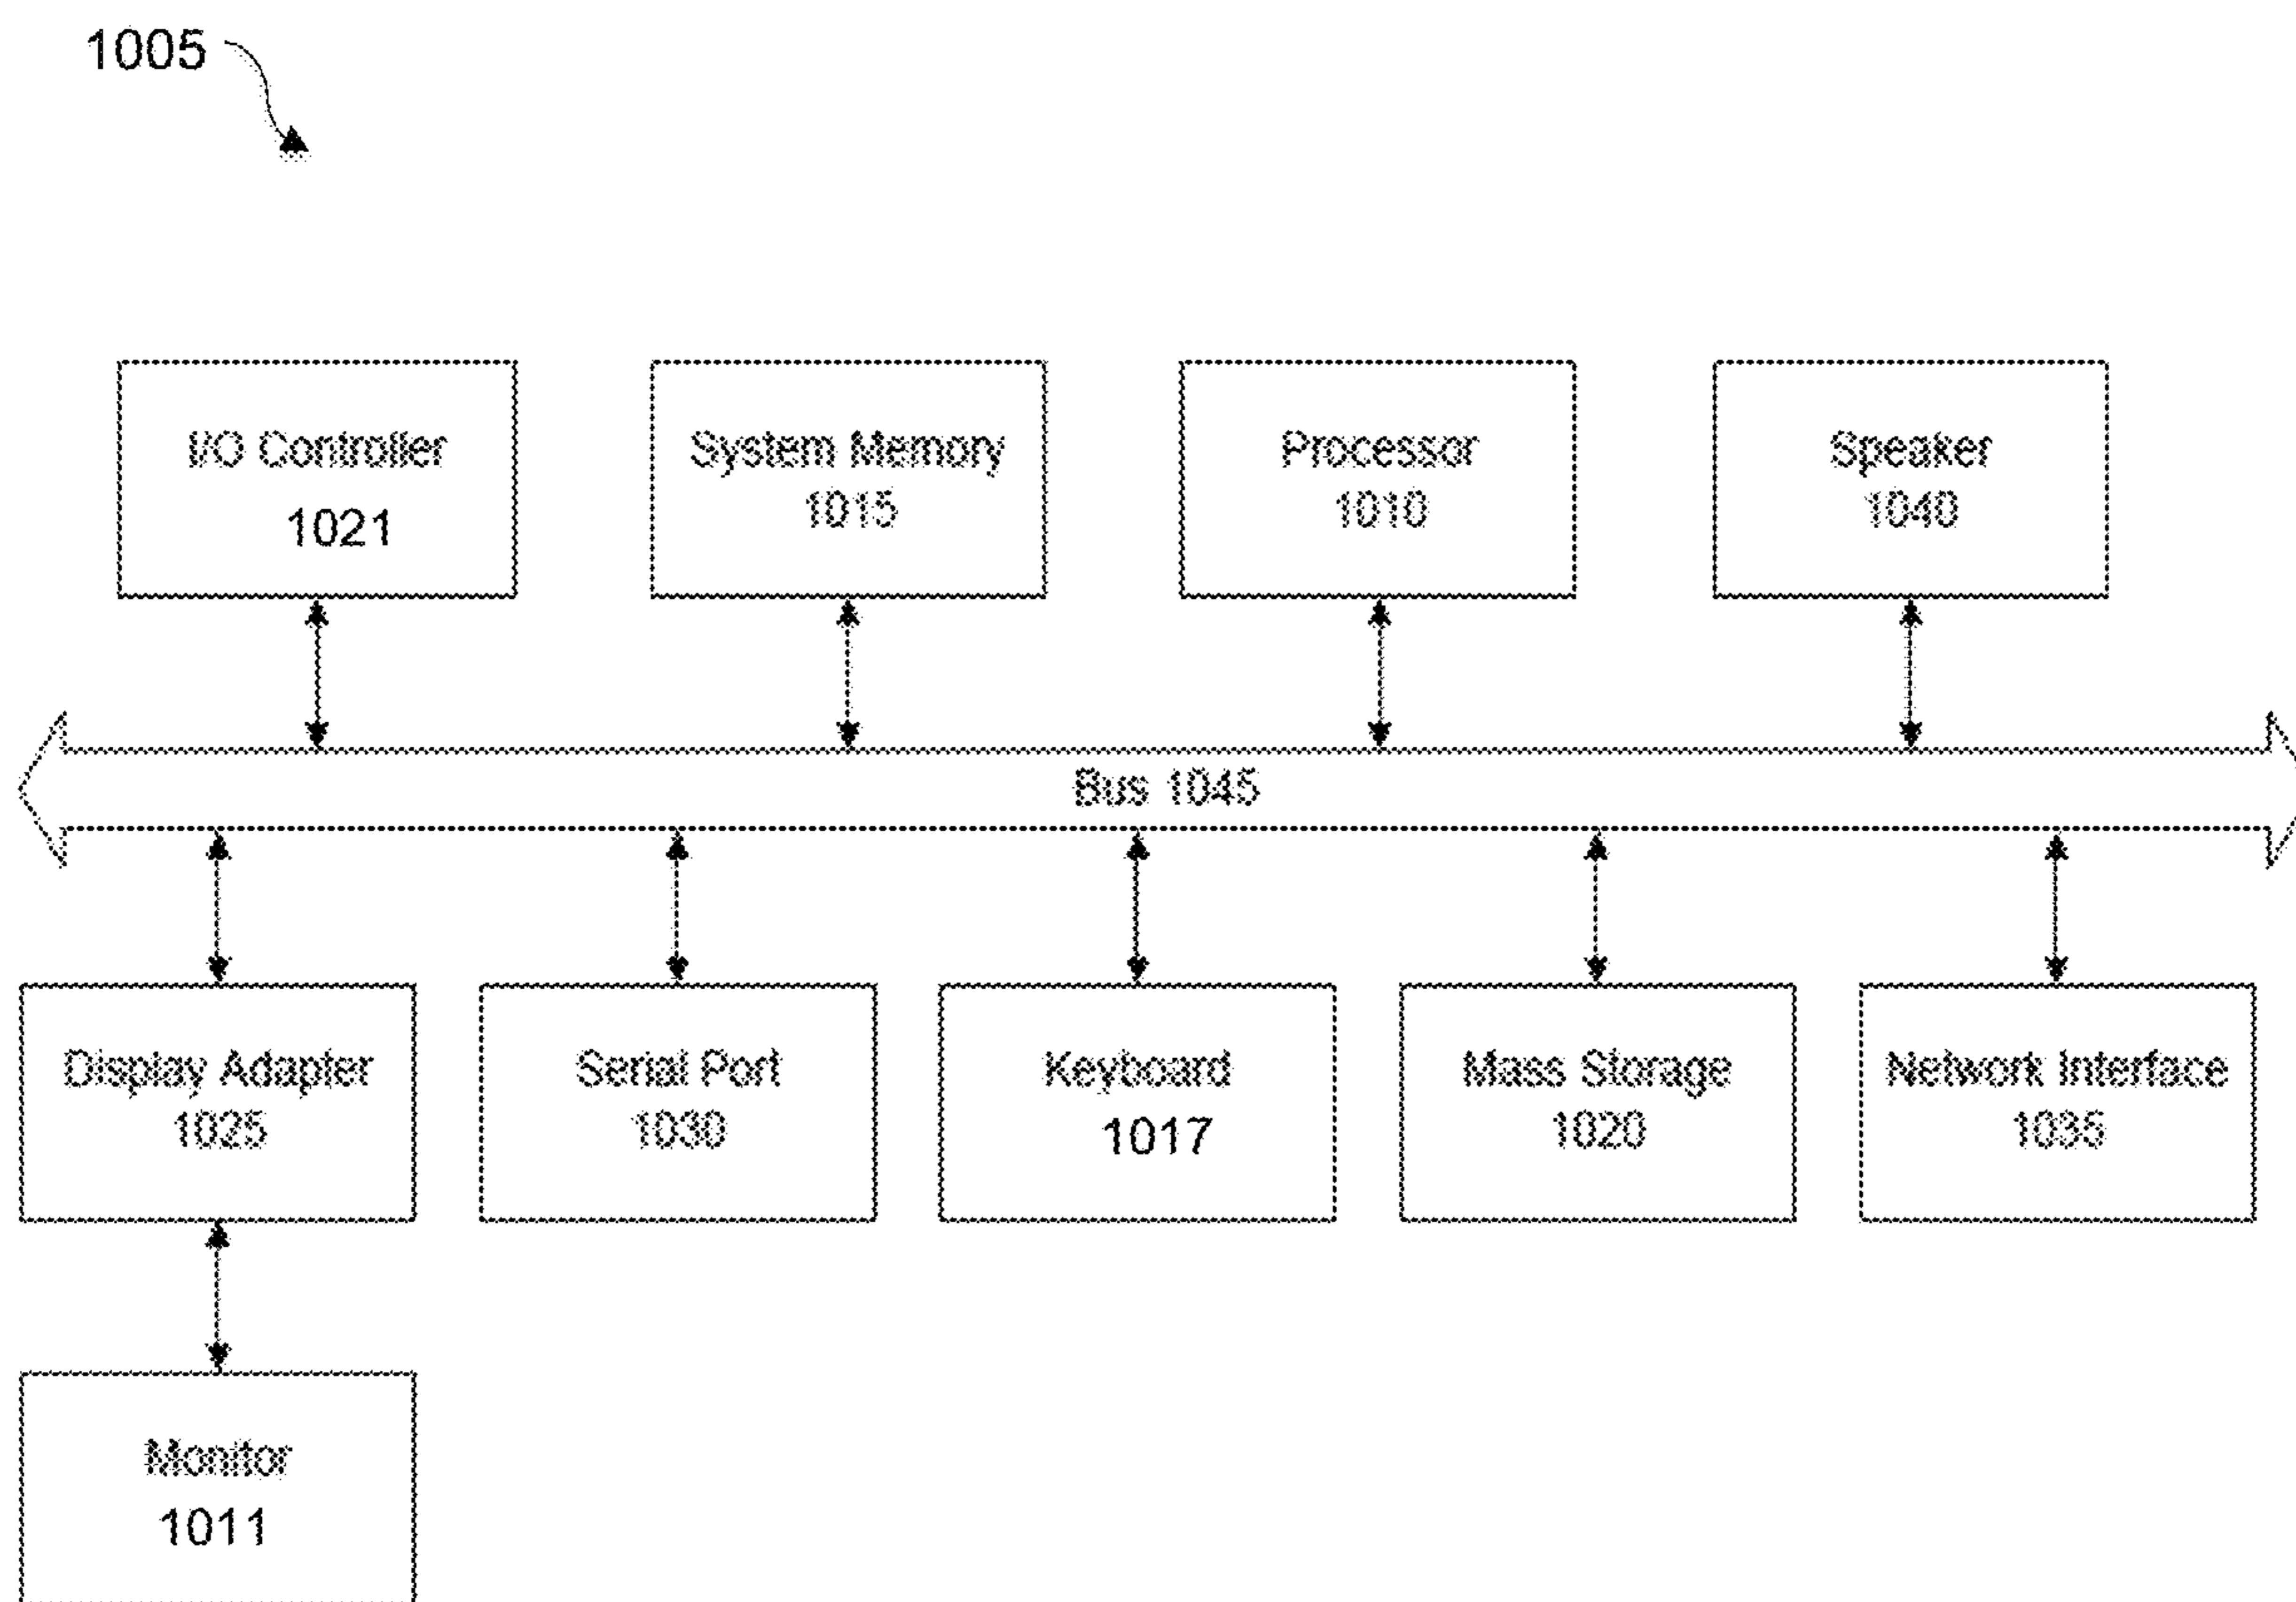 1005
I/O Controller
1021
System Memory
1015
Processor
1010
Speaker
1040
Bus 1045
Display Adapter
1025
Serial Port
1030
Keyboard
1017
Mass Storage
1020
Network Interface
1035
Monitor
1011